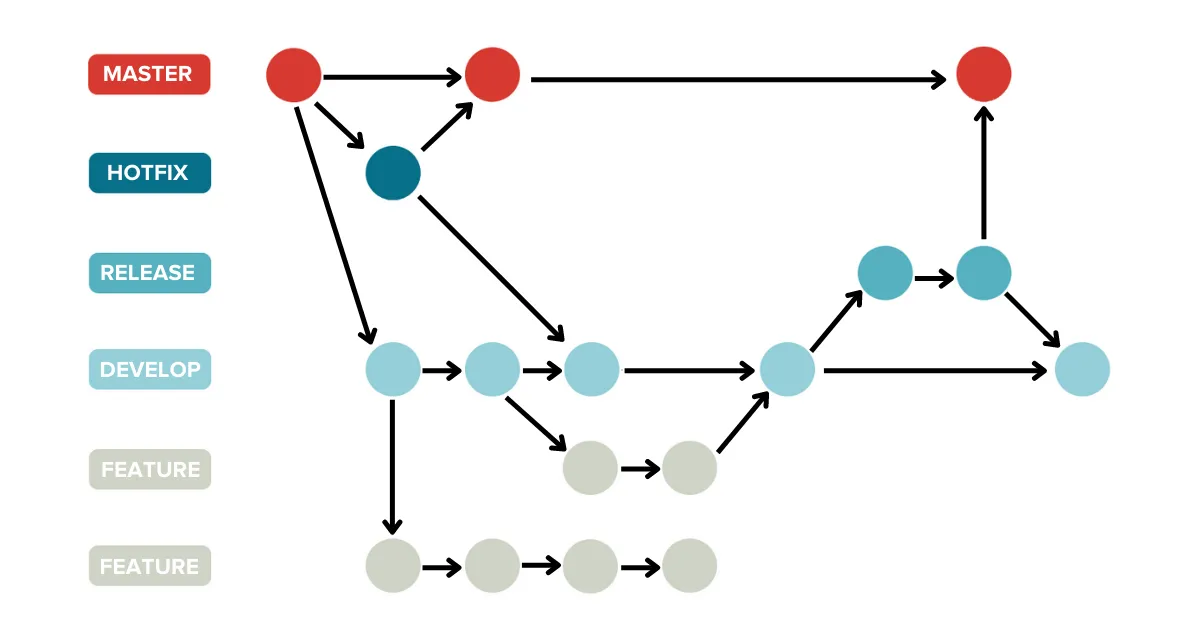 MASTER
HOTFIX
RELEASE
DEVELOP
FEATURE
FEATURE